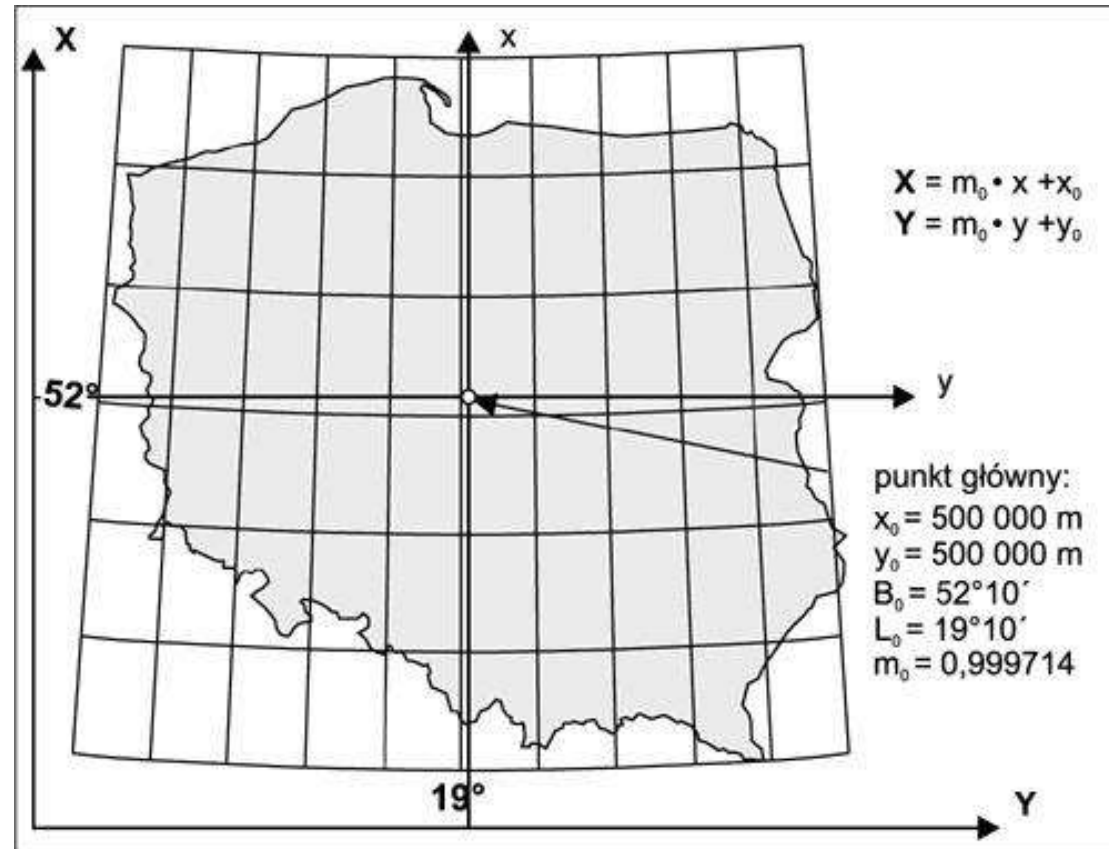 X
x
X = m₀• x +x₀
Y = m₀• y +y₀
52°
y
punkt główny:
x₀ = 500 000 m
y₀ = 500 000 m
B₀ = 52°10´
L₀ = 19°10´
m₀ = 0,999714
19°
Y